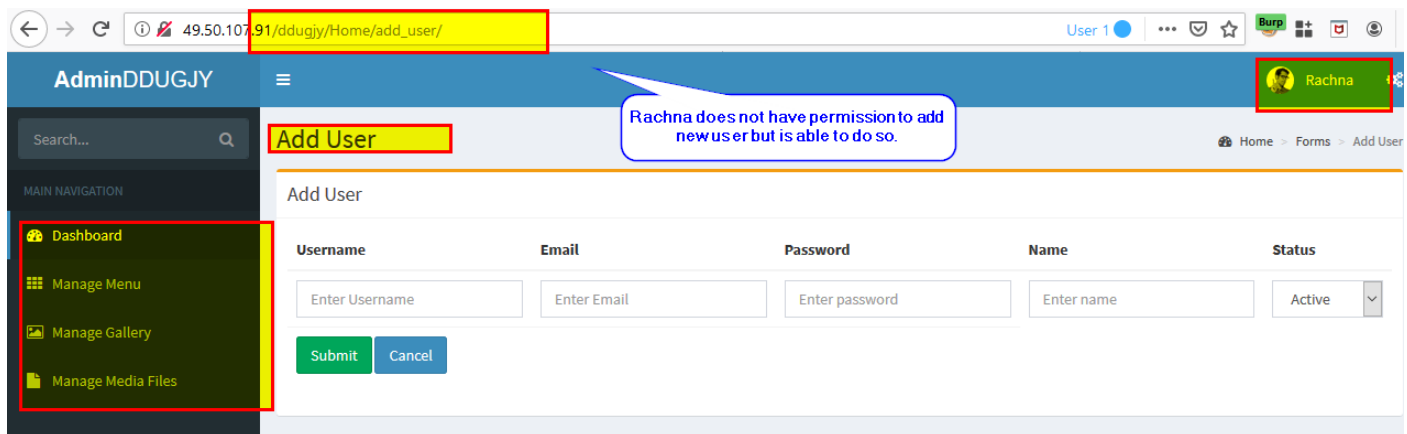 49.50.107.91/ddugjy/Home/add_user/
User 1
Burp
AdminDDUGJY
Rachna
Rachna does not have permission to add
new user but is able to do so.
Search...
Add User
Home > Forms > Add User
MAIN NAVIGATION
Add User
Dashboard
Manage Menu
Manage Gallery
Manage Media Files
Username Email Password Name Status
Enter Username Enter Email Enter password Enter name Active
Submit Cancel